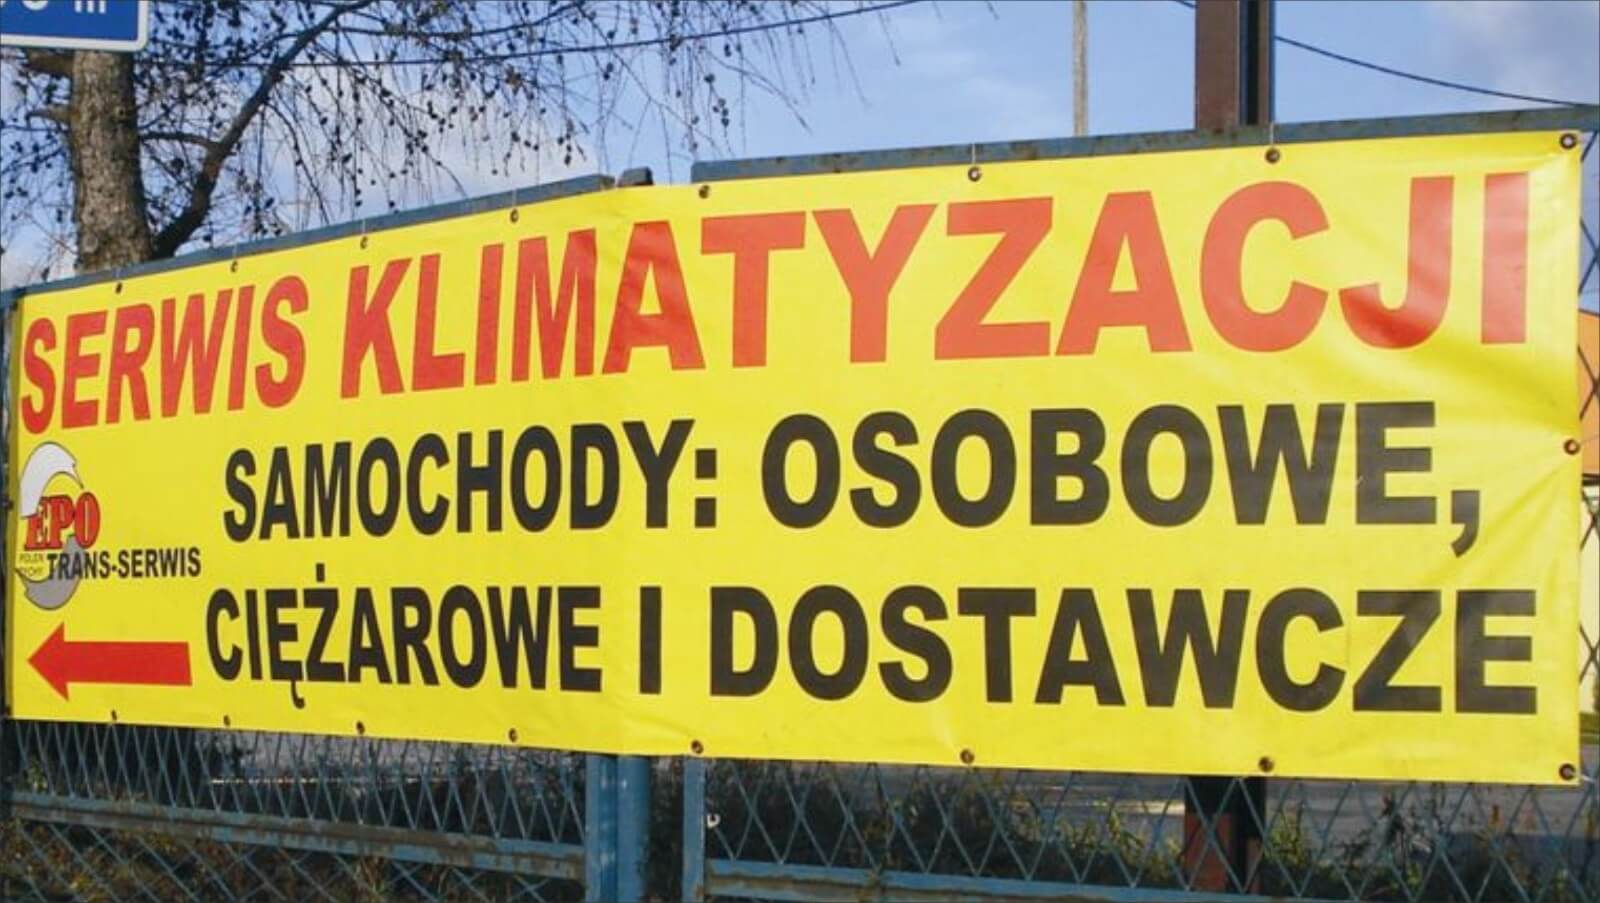 SERWIS KLIMATYZACJI
SAMOCHODY: OSOBOWE,
EPO
TRANS-SERWIS
CIĘŻAROWE I DOSTAWCZE